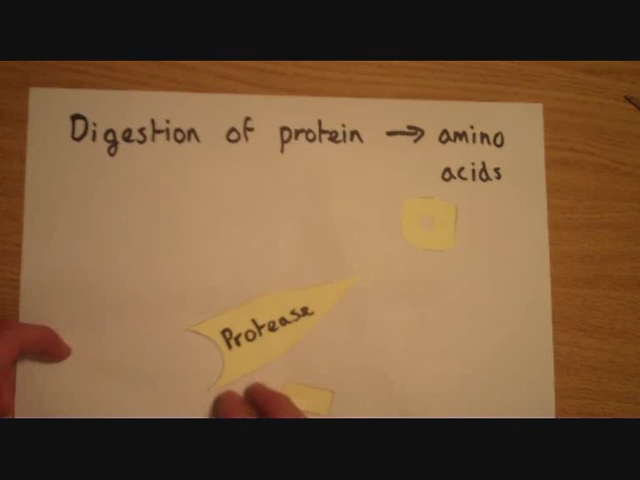 Digestion of protein → amino
acids
Protease